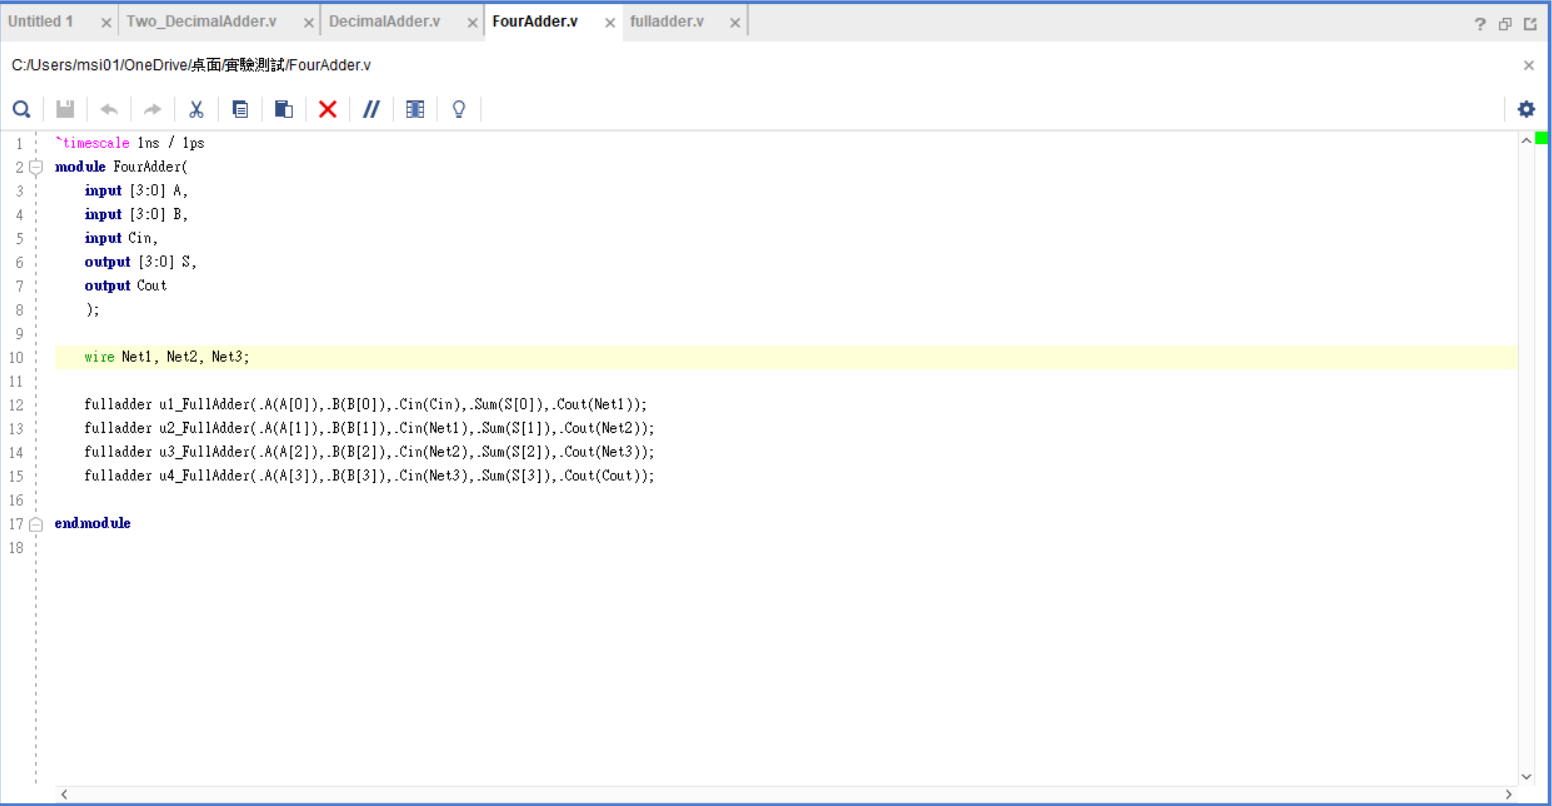 Untitled 1 Two_DecimalAdder.v DecimalAdder.v FourAdder.v fulladder.v
C:/Users/msi01/OneDrive/桌面/實驗測試/FourAdder.v
1 `timescale 1ns / 1ps
2 module FourAdder(
3 input [3:0] A,
4 input [3:0] B,
5 input Cin,
6 output [3:0] S,
7 output Cout
8 );
9
10 wire Net1, Net2, Net3;
11
12 fulladder u1_FullAdder(.A(A[0]),.B(B[0]),.Cin(Cin),.Sum(S[0]),.Cout(Net1));
13 fulladder u2_FullAdder(.A(A[1]),.B(B[1]),.Cin(Net1),.Sum(S[1]),.Cout(Net2));
14 fulladder u3_FullAdder(.A(A[2]),.B(B[2]),.Cin(Net2),.Sum(S[2]),.Cout(Net3));
15 fulladder u4_FullAdder(.A(A[3]),.B(B[3]),.Cin(Net3),.Sum(S[3]),.Cout(Cout));
16
17 endmodule
18